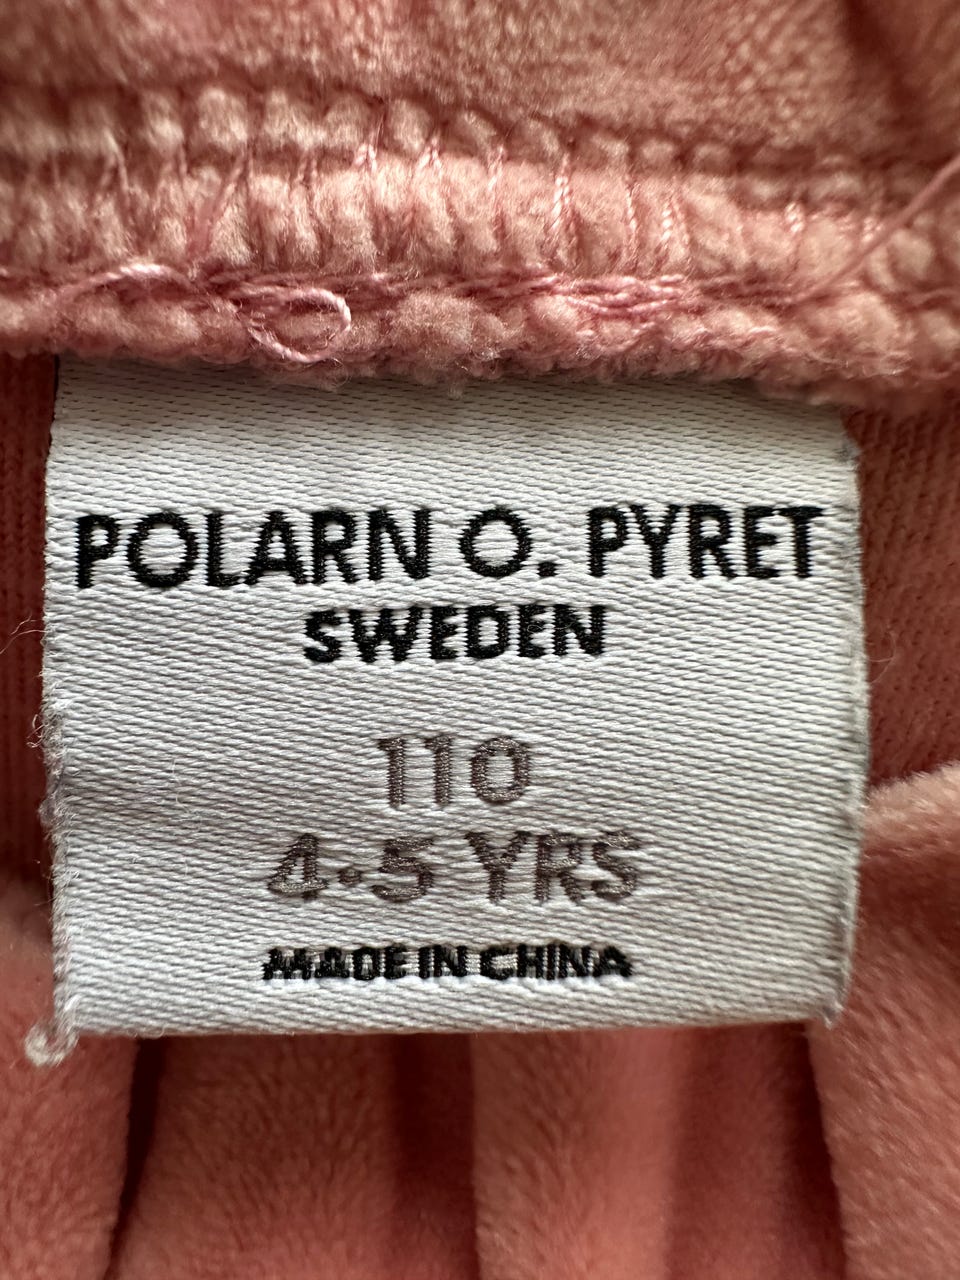 POLARN O. PYRET
SWEDEN
110
4-5 YRS
MADE IN CHINA